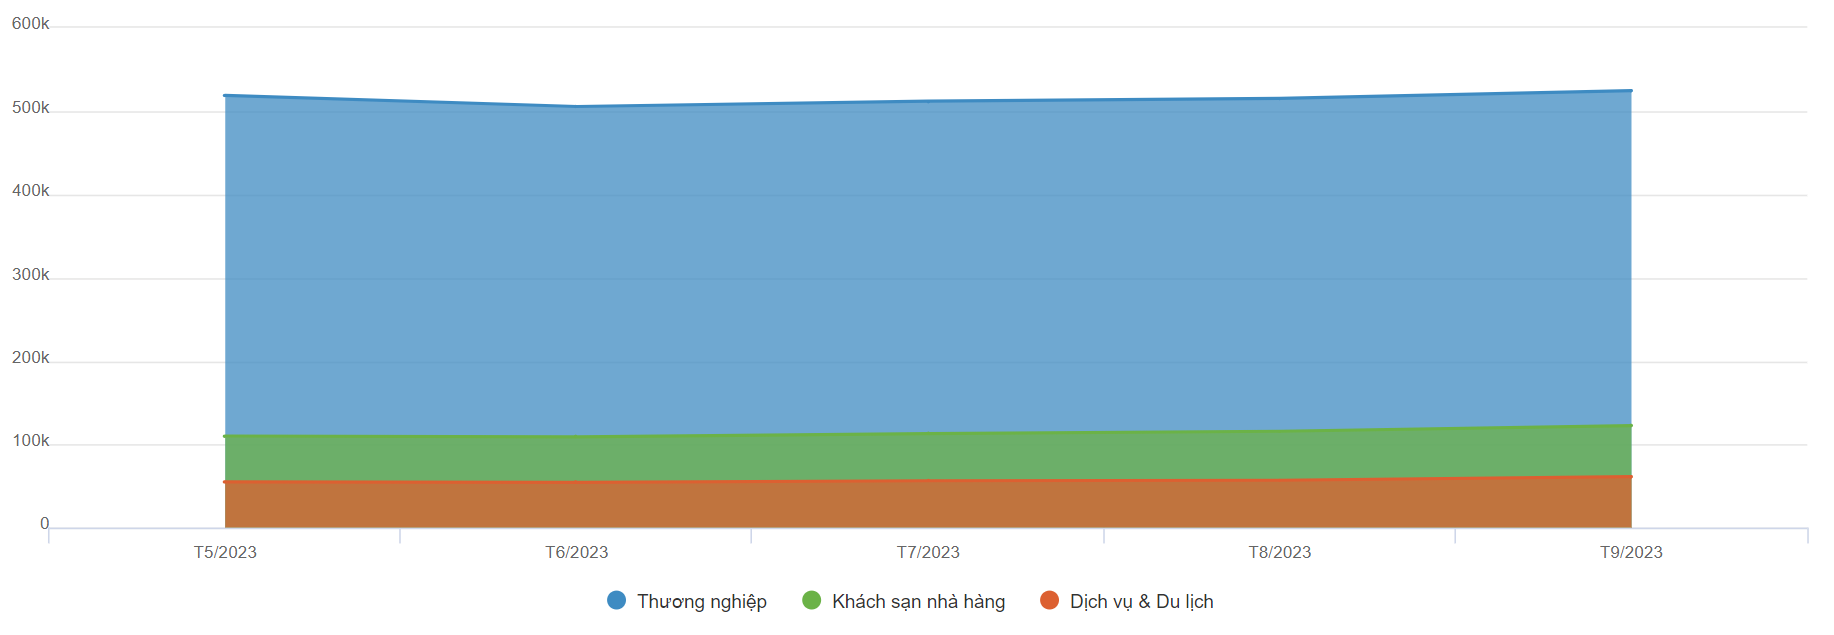 600k
500k
400k
300k
200k
100k
0
T5/2023 T6/2023 T7/2023 T8/2023 T9/2023
Thương nghiệp Khách sạn nhà hàng Dịch vụ & Du lịch